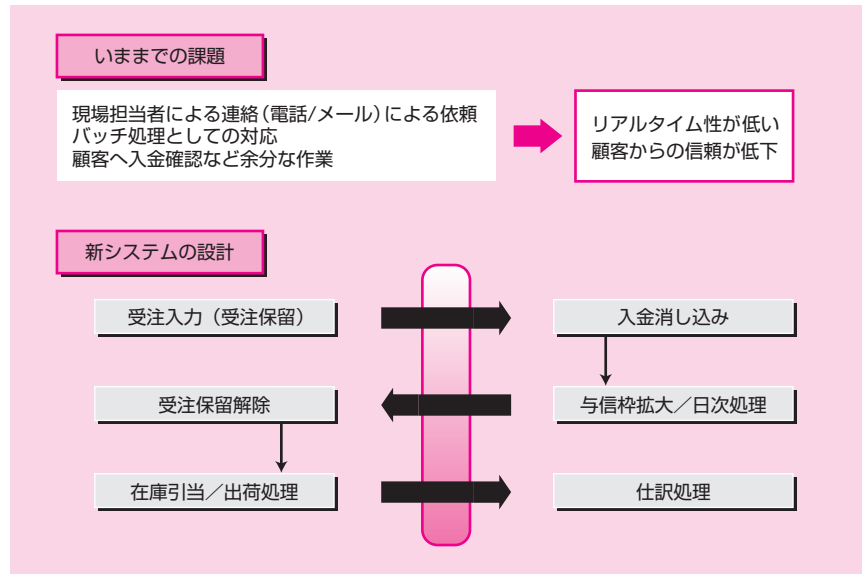 いままでの課題
現場担当者による連絡（電話/メール）による依頼
バッチ処理としての対応
顧客へ入金確認など余分な作業
リアルタイム性が低い
顧客からの信頼が低下
新システムの設計
受注入力（受注保留）
入金消し込み
受注保留解除
与信枠拡大／日次処理
在庫引当／出荷処理
仕訳処理